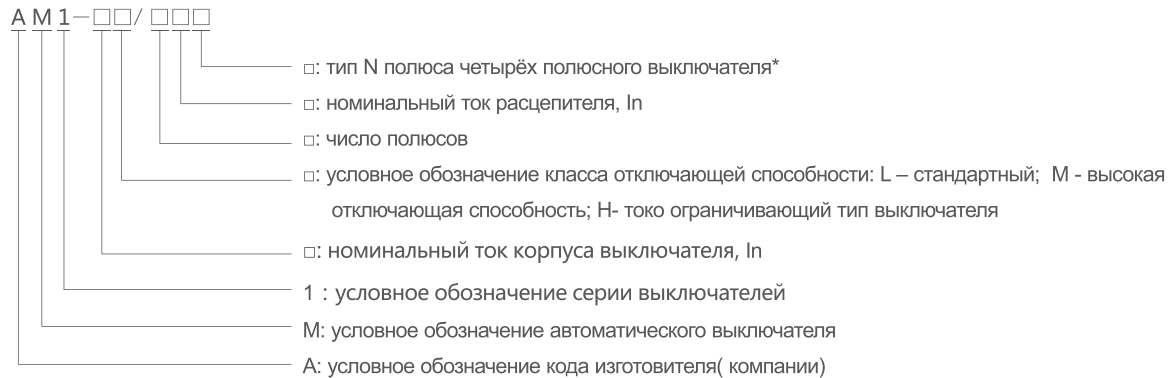 A M 1 — □□ / □□□
□: тип N полюса четырёх полюсного выключателя*
□: номинальный ток расцепителя, In
□: число полюсов
□: условное обозначение класса отключающей способности: L – стандартный; M - высокая
отключающая способность; H- токо ограничивающий тип выключателя
□: номинальный ток корпуса выключателя, In
1 : условное обозначение серии выключателей
M: условное обозначение автоматического выключателя
A: условное обозначение кода изготовителя( компании)